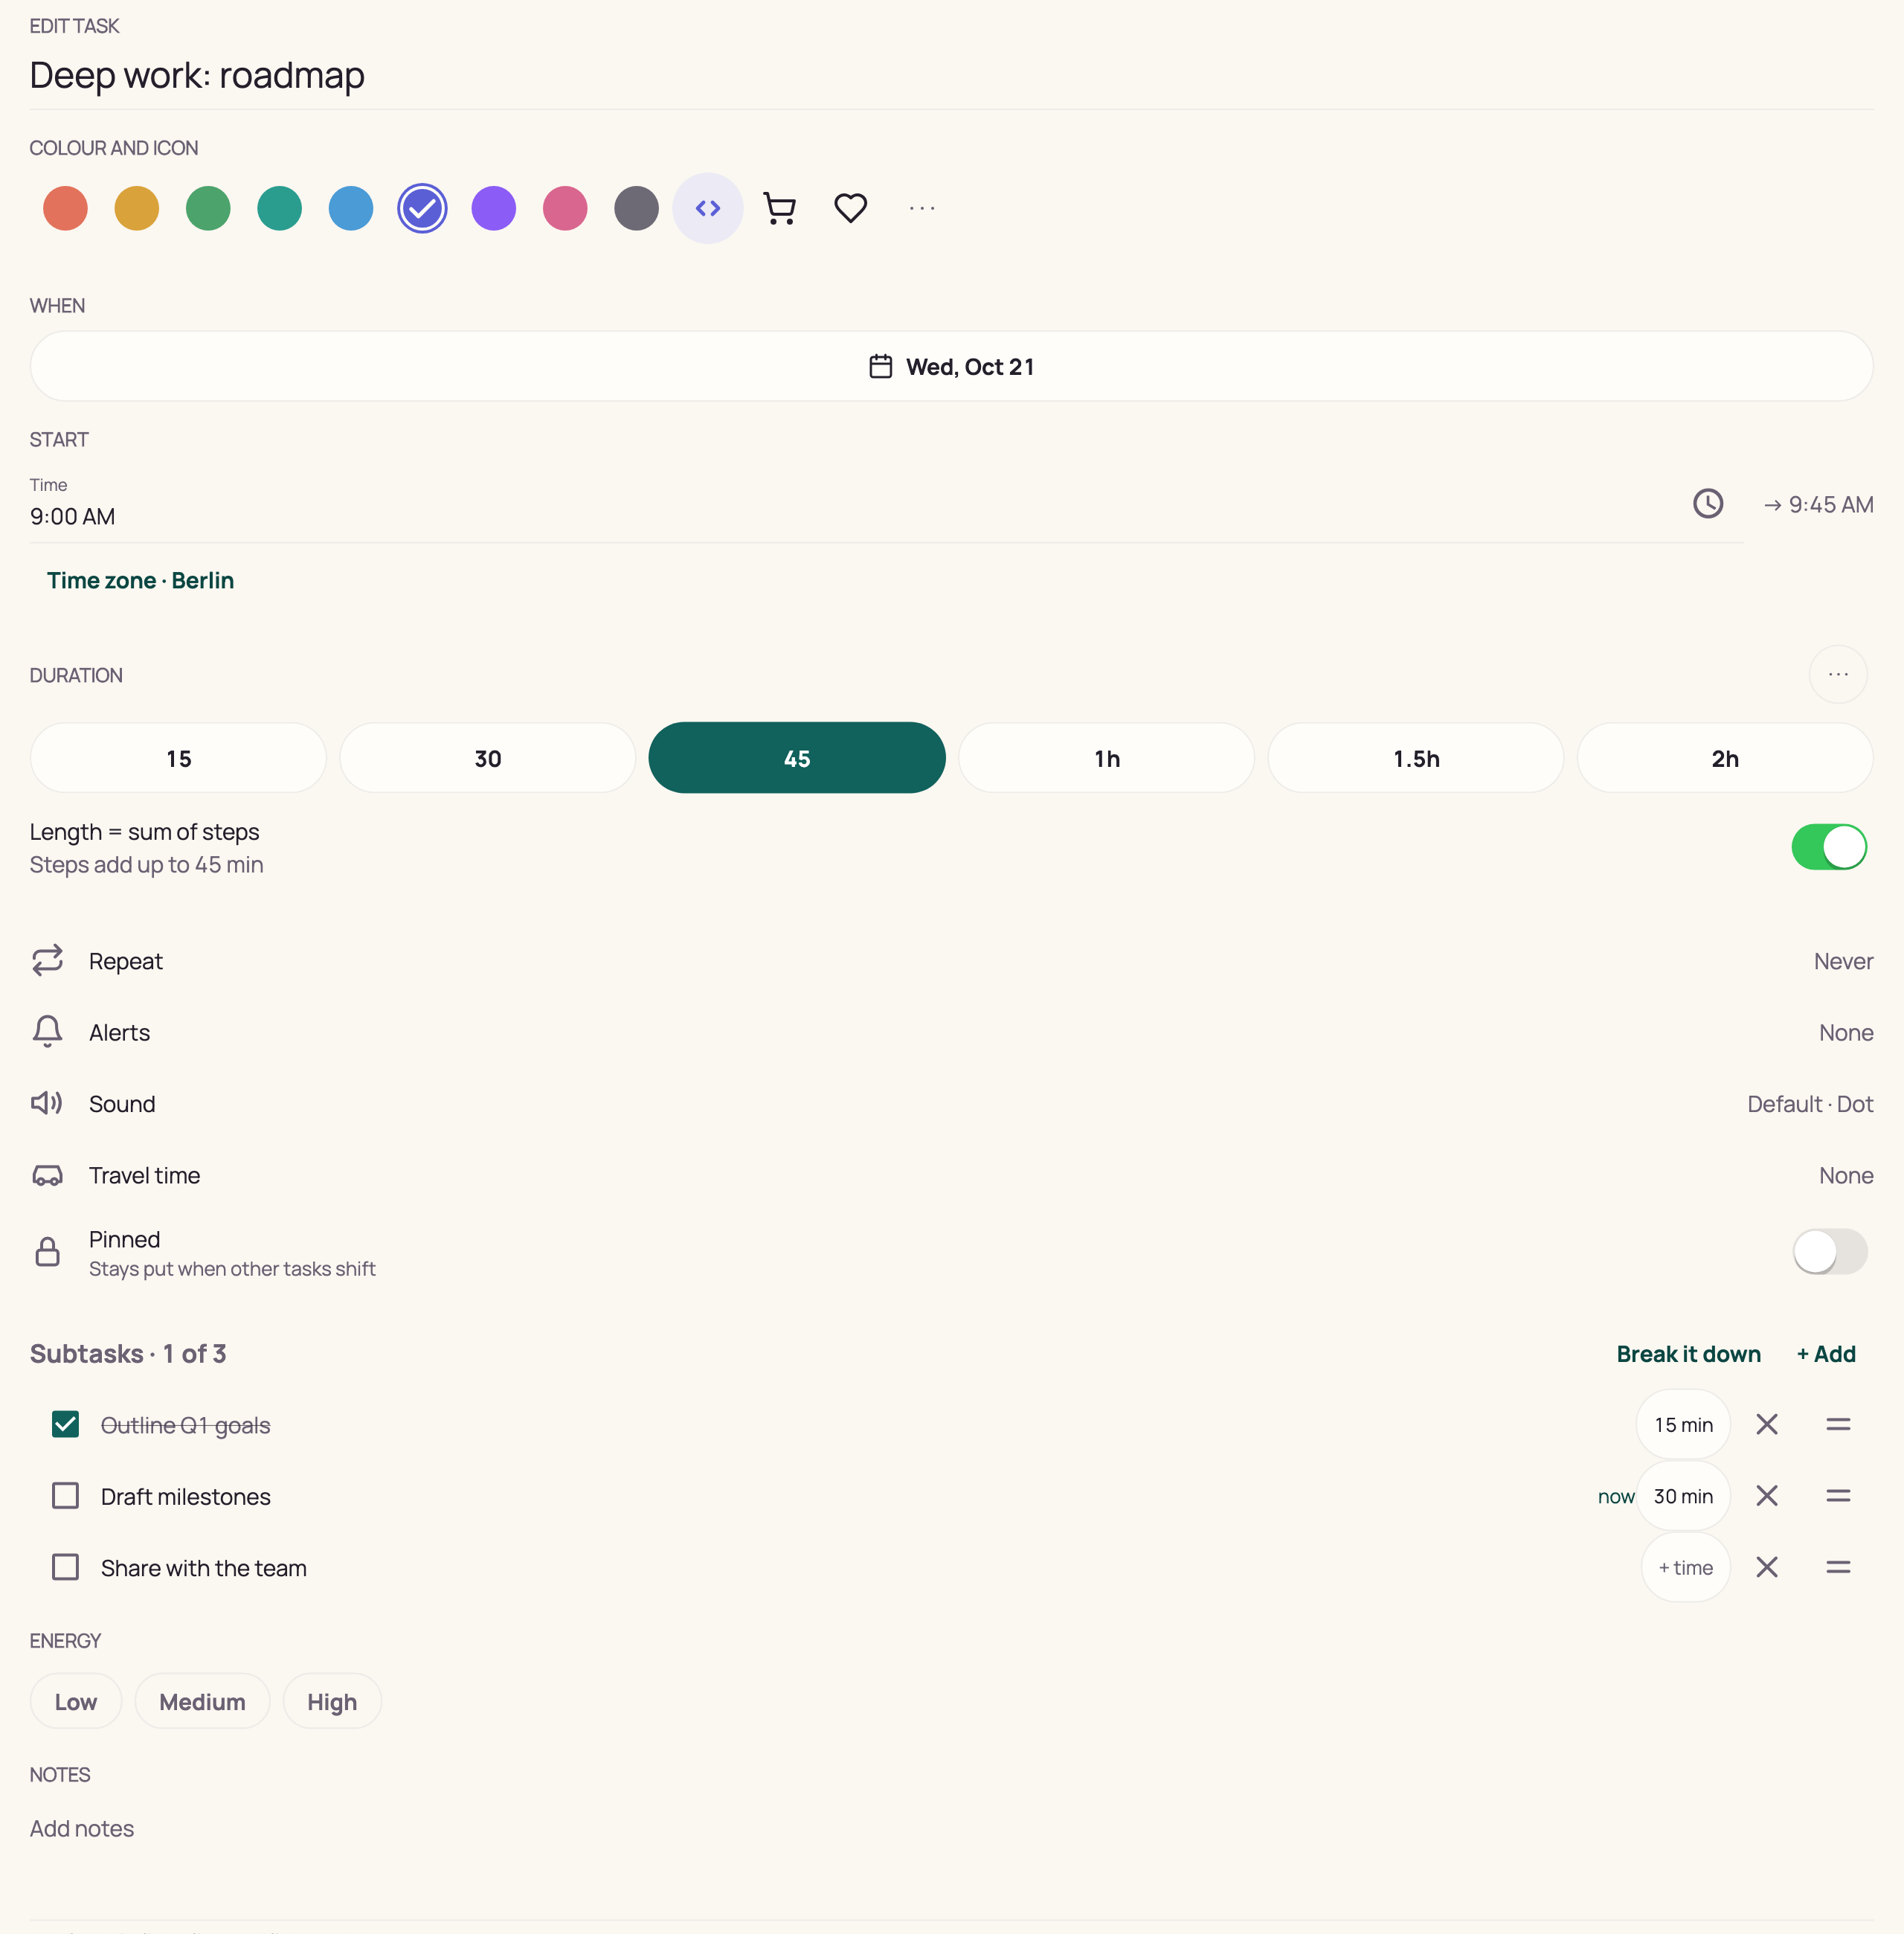 EDIT TASK
Deep work: roadmap
COLOUR AND ICON
···
WHEN
Wed, Oct 21
START
Time
9:00 AM
→ 9:45 AM
Time zone · Berlin
DURATION
···
15 30 45 1h 1.5h 2h
Length = sum of steps
Steps add up to 45 min
Repeat Never
Alerts None
Sound Default · Dot
Travel time None
Pinned
Stays put when other tasks shift
Subtasks · 1 of 3 Break it down + Add
Outline Q1 goals 15 min
Draft milestones now 30 min
Share with the team + time
ENERGY
Low Medium High
NOTES
Add notes